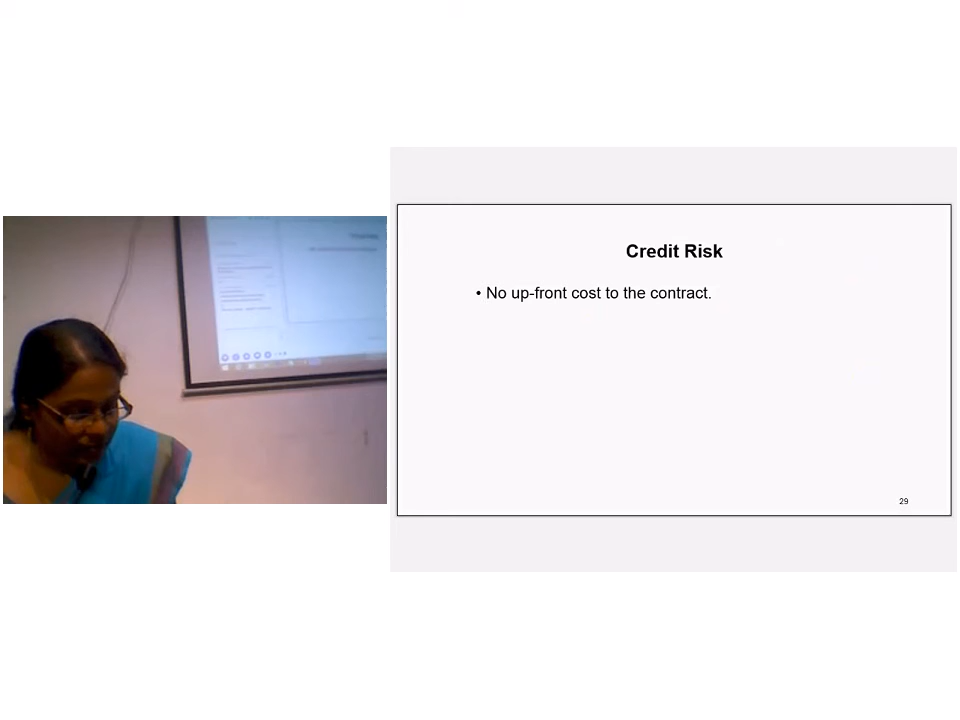 Credit Risk
• No up-front cost to the contract.
29